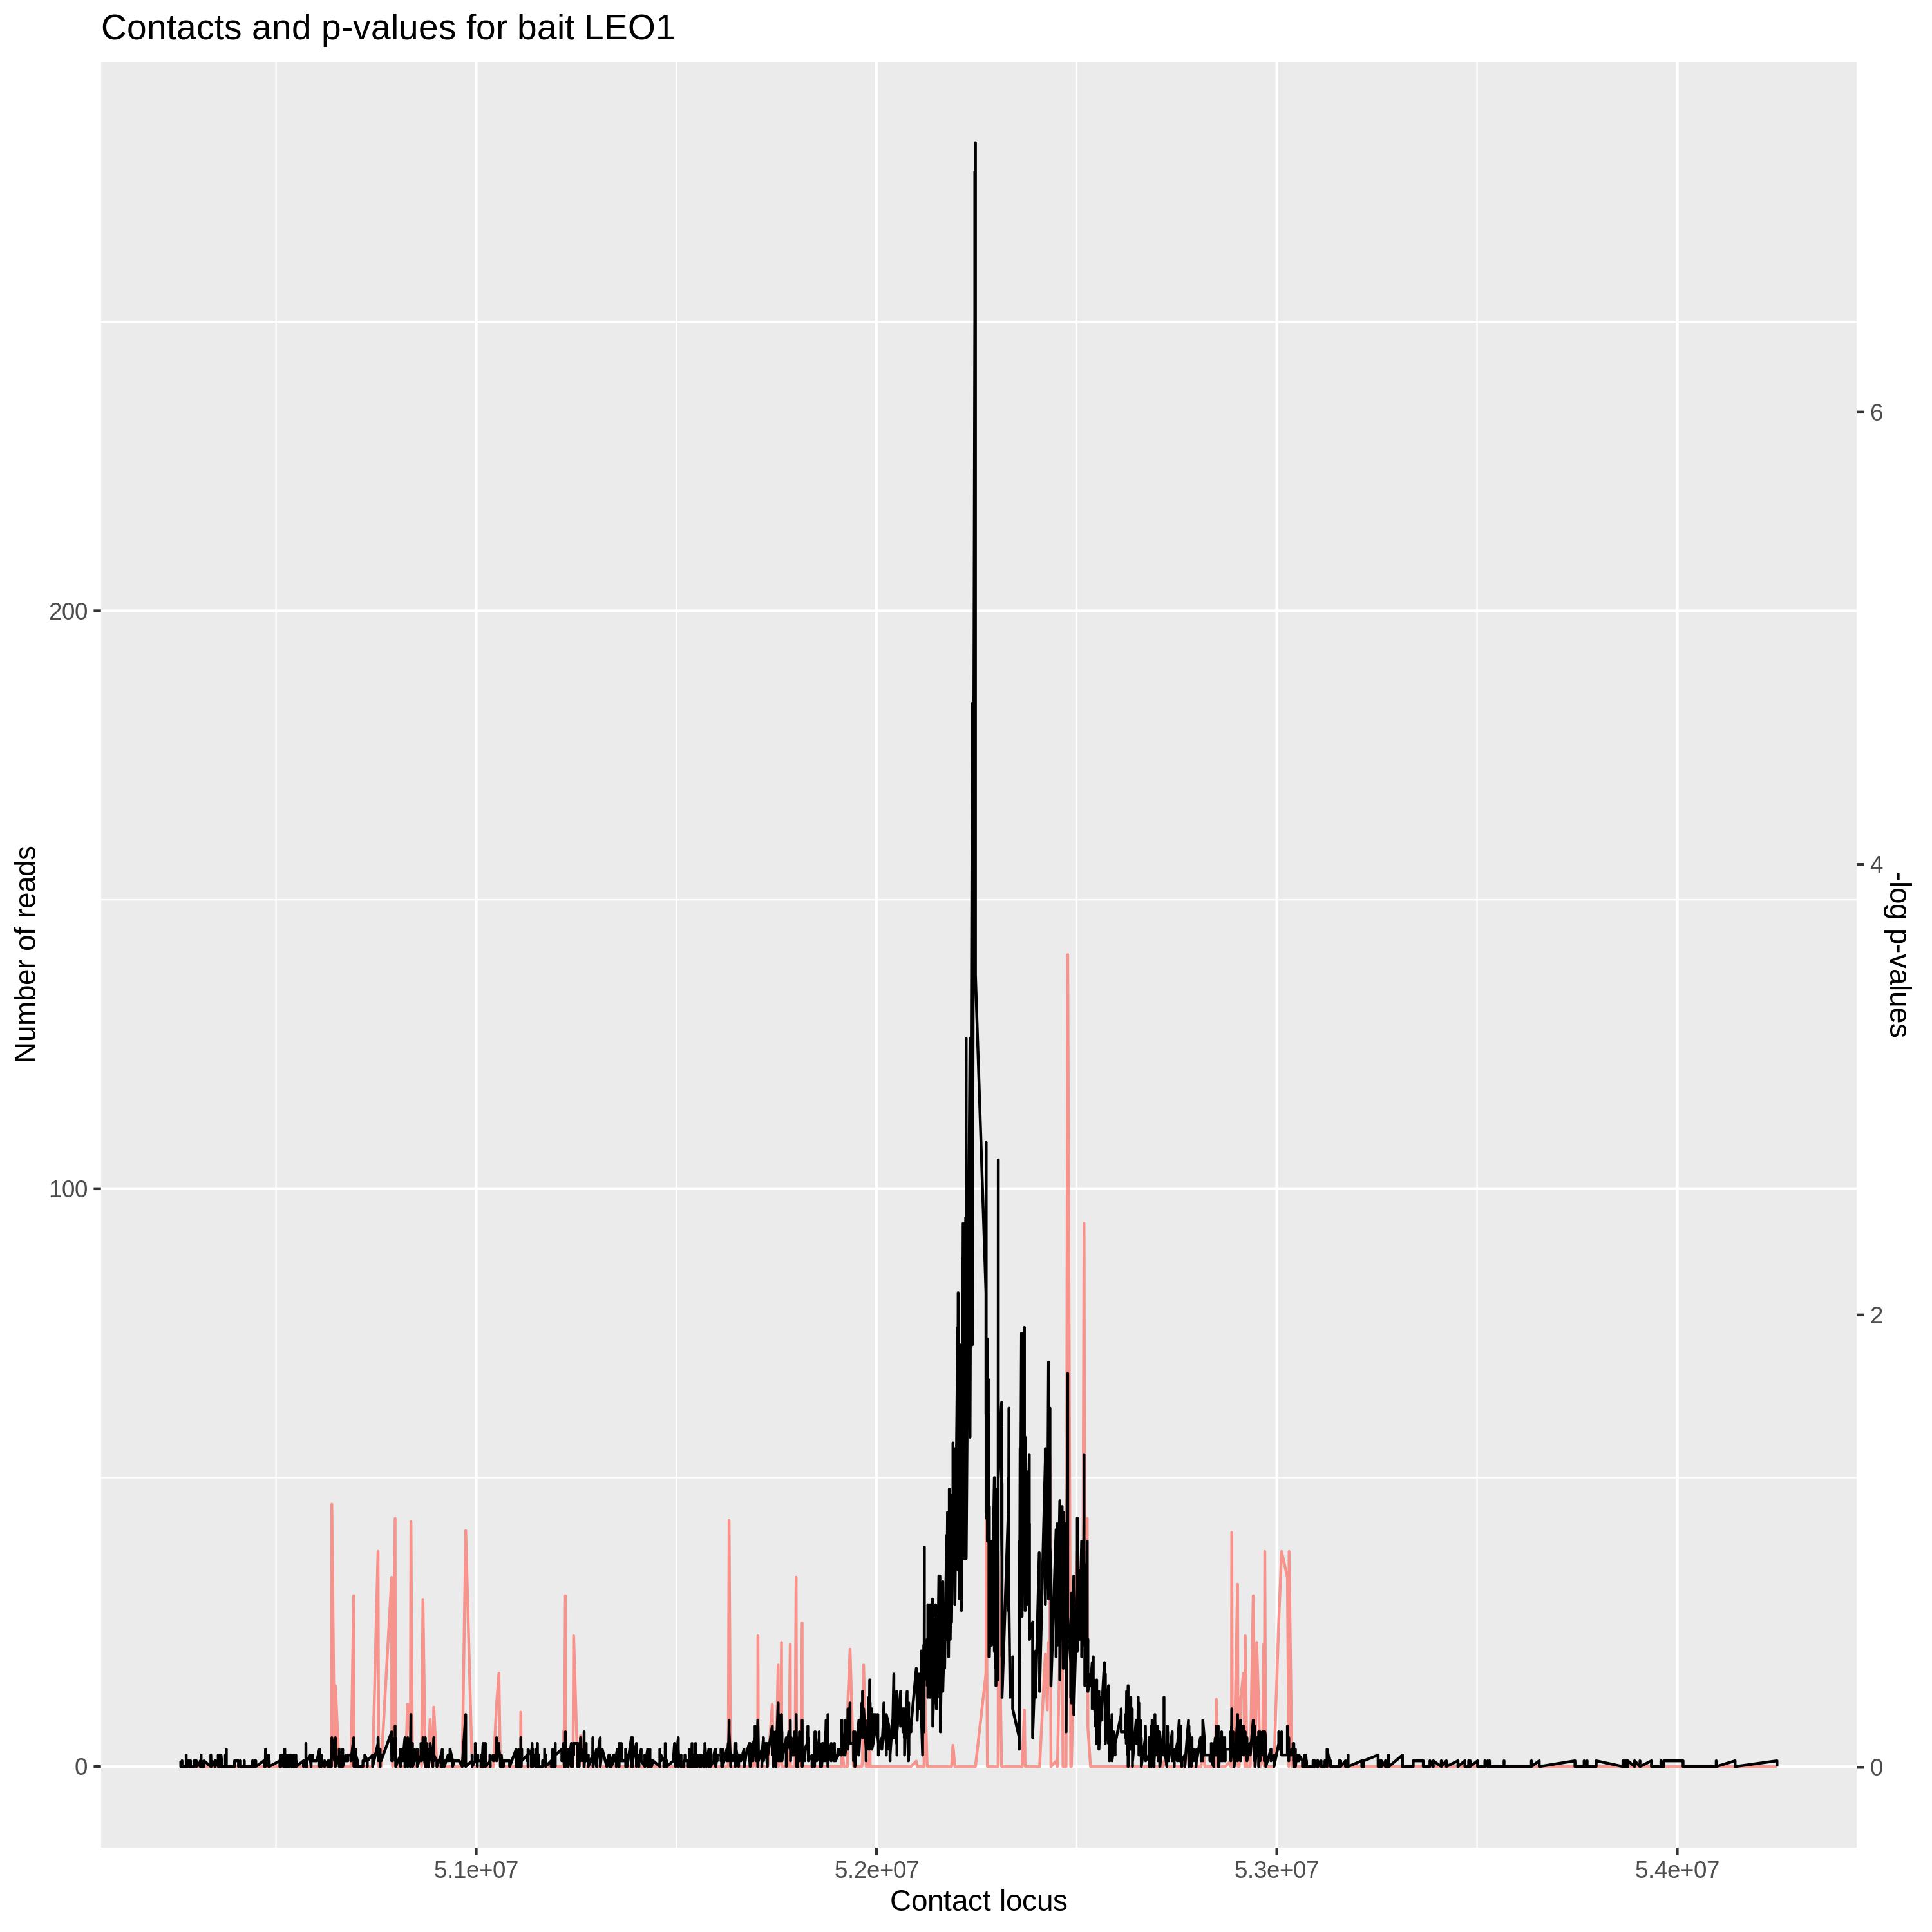 Contacts and p-values for bait LEO1
Number of reads
200
100
0
6
4
2
0
-log p-values
5.1e+07 5.2e+07 5.3e+07 5.4e+07
Contact locus